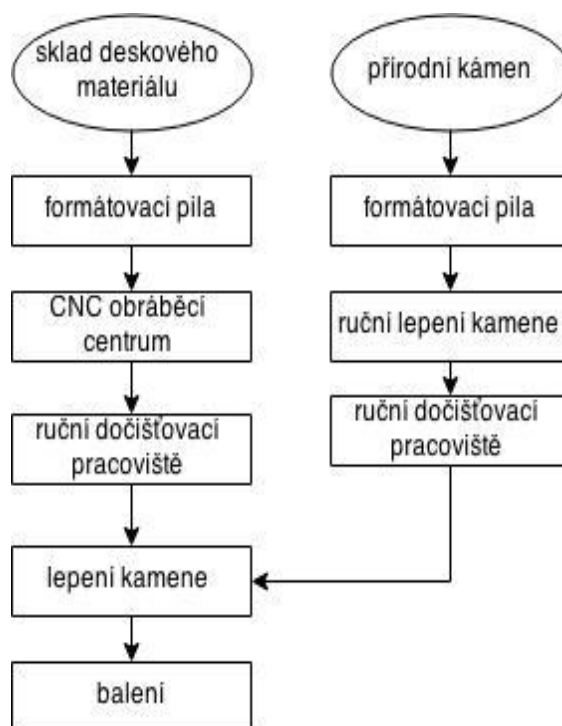 sklad deskového
materiálu
formátovací pila
CNC obráběcí
centrum
ruční dočišťovací
pracoviště
lepení kamene
balení
přírodní kámen
formátovací pila
ruční lepení kamene
ruční dočišťovací
pracoviště